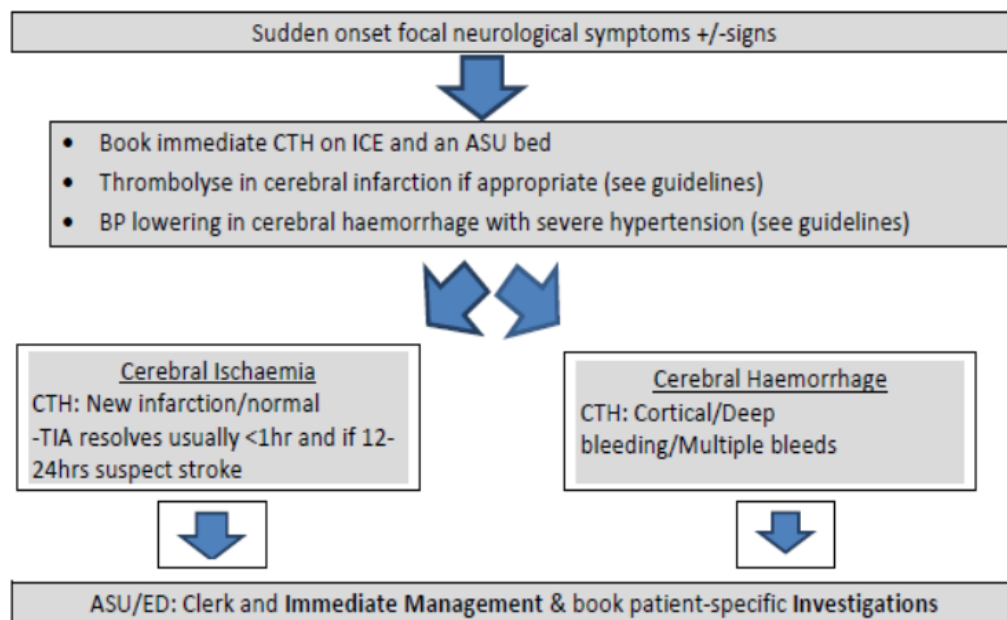 Sudden onset focal neurological symptoms +/-signs
• Book immediate CTH on ICE and an ASU bed
• Thrombolyse in cerebral infarction if appropriate (see guidelines)
• BP lowering in cerebral haemorrhage with severe hypertension (see guidelines)
Cerebral Ischaemia
CTH: New infarction/normal
-TIA resolves usually <1hr and if 12-
24hrs suspect stroke
Cerebral Haemorrhage
CTH: Cortical/Deep
bleeding/Multiple bleeds
ASU/ED: Clerk and Immediate Management & book patient-specific Investigations